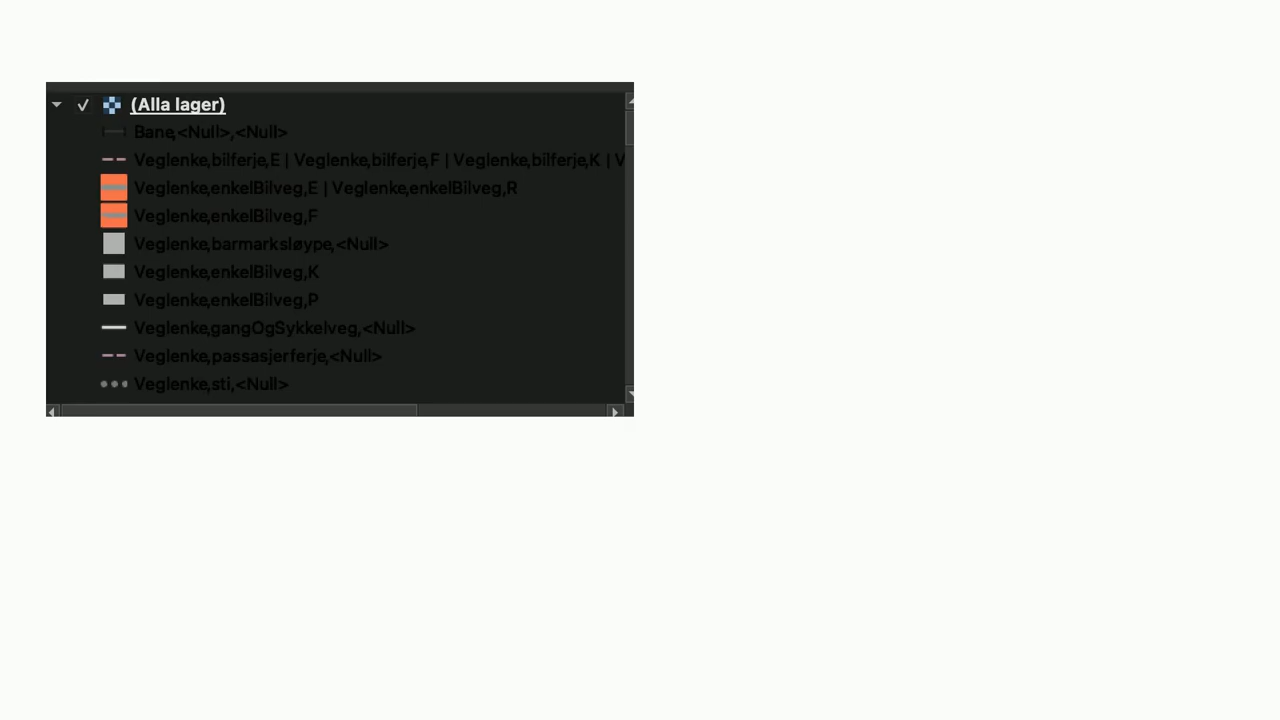 (Alla lager)
Bane,<Null>,<Null>
Veglenke,bilferje,E | Veglenke,bilferje,F | Veglenke,bilferje,K | V
Veglenke,enkelBilveg,E | Veglenke,enkelBilveg,R
Veglenke,enkelBilveg,F
Veglenke,barmarksløype,<Null>
Veglenke,enkelBilveg,K
Veglenke,enkelBilveg,P
Veglenke,gangOgSykkelveg,<Null>
Veglenke,passasjerferje,<Null>
Veglenke,sti,<Null>